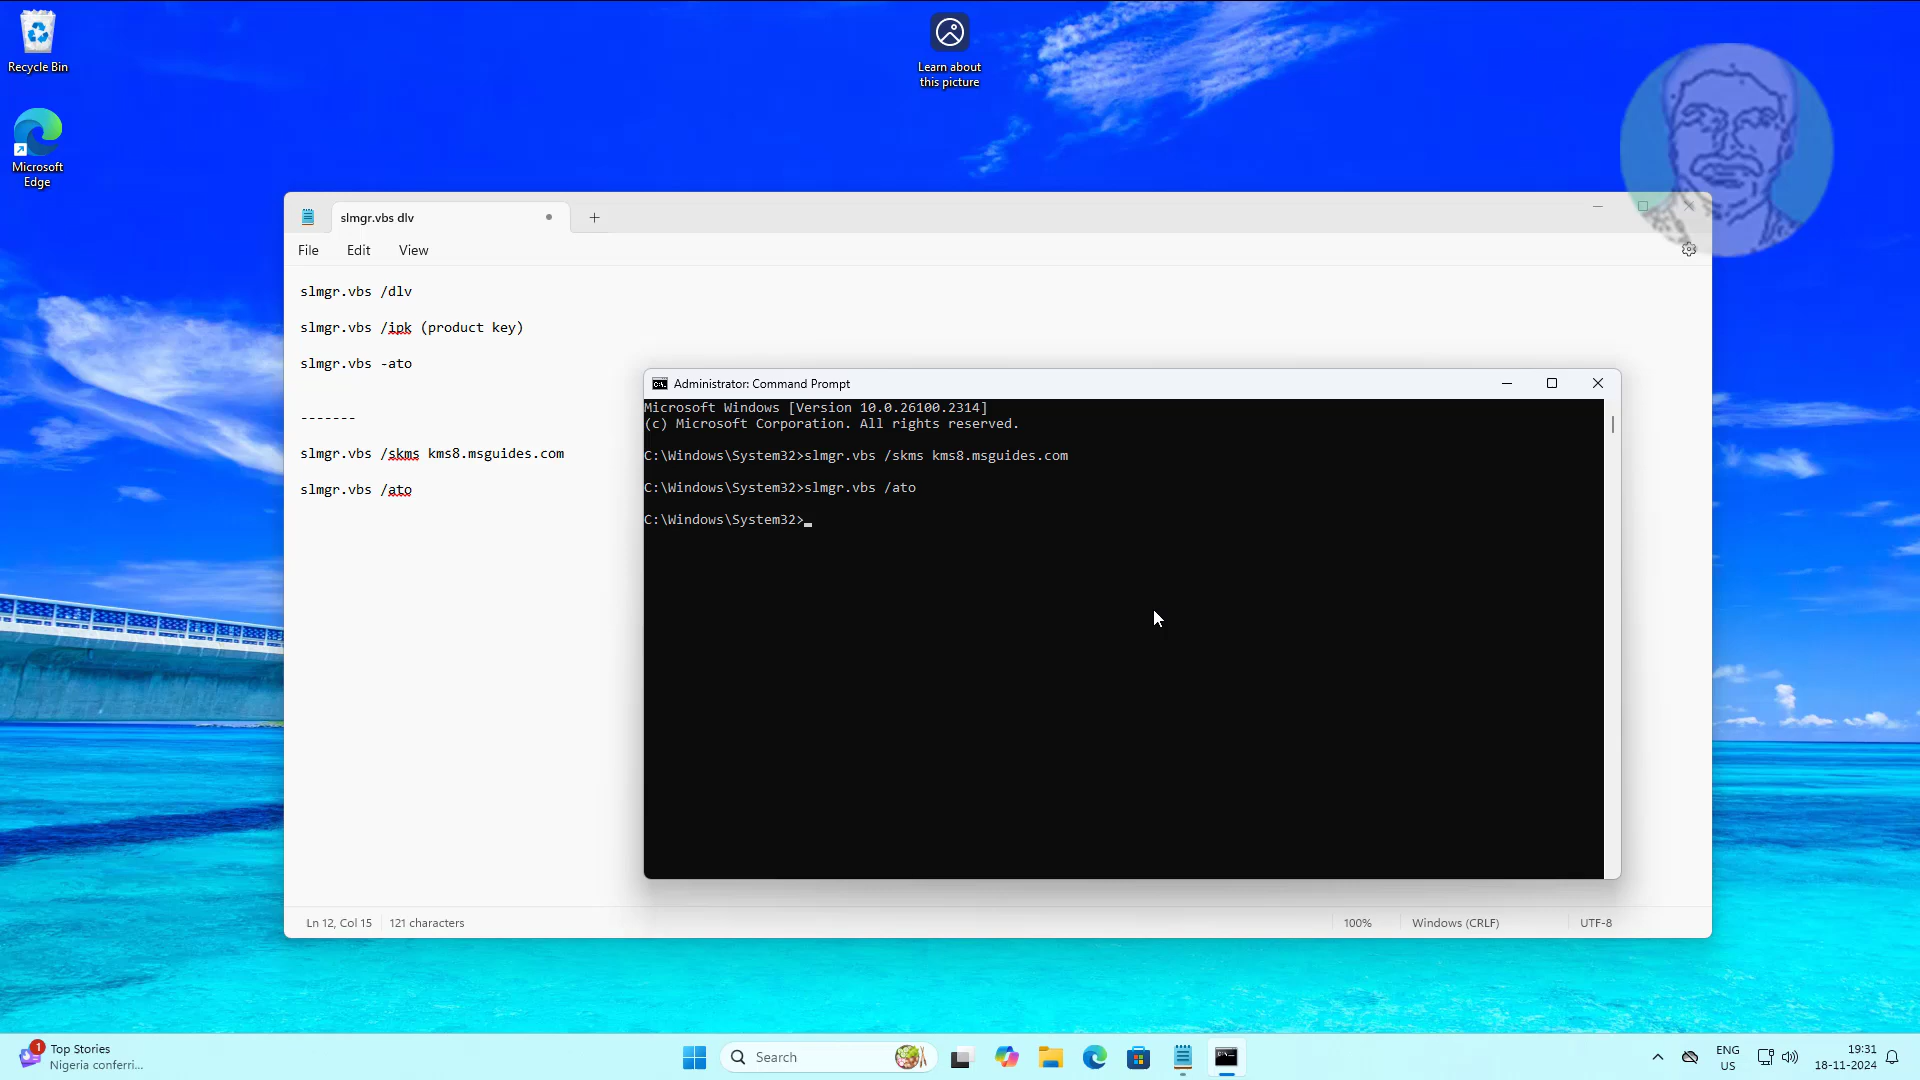 Recycle Bin
Learn about
this picture
Microsoft
Edge
slmgr.vbs dlv
File Edit View
slmgr.vbs /dlv
slmgr.vbs /ipk (product key)
slmgr.vbs -ato
-------
slmgr.vbs /skms kms8.msguides.com
slmgr.vbs /ato
Administrator: Command Prompt
Microsoft Windows [Version 10.0.26100.2314]
(c) Microsoft Corporation. All rights reserved.
C:\Windows\System32>slmgr.vbs /skms kms8.msguides.com
C:\Windows\System32>slmgr.vbs /ato
C:\Windows\System32>
Ln 12, Col 15 121 characters 100% Windows (CRLF) UTF-8
1 Top Stories
Nigeria conferri...
Search
ENG
US
19:31
18-11-2024